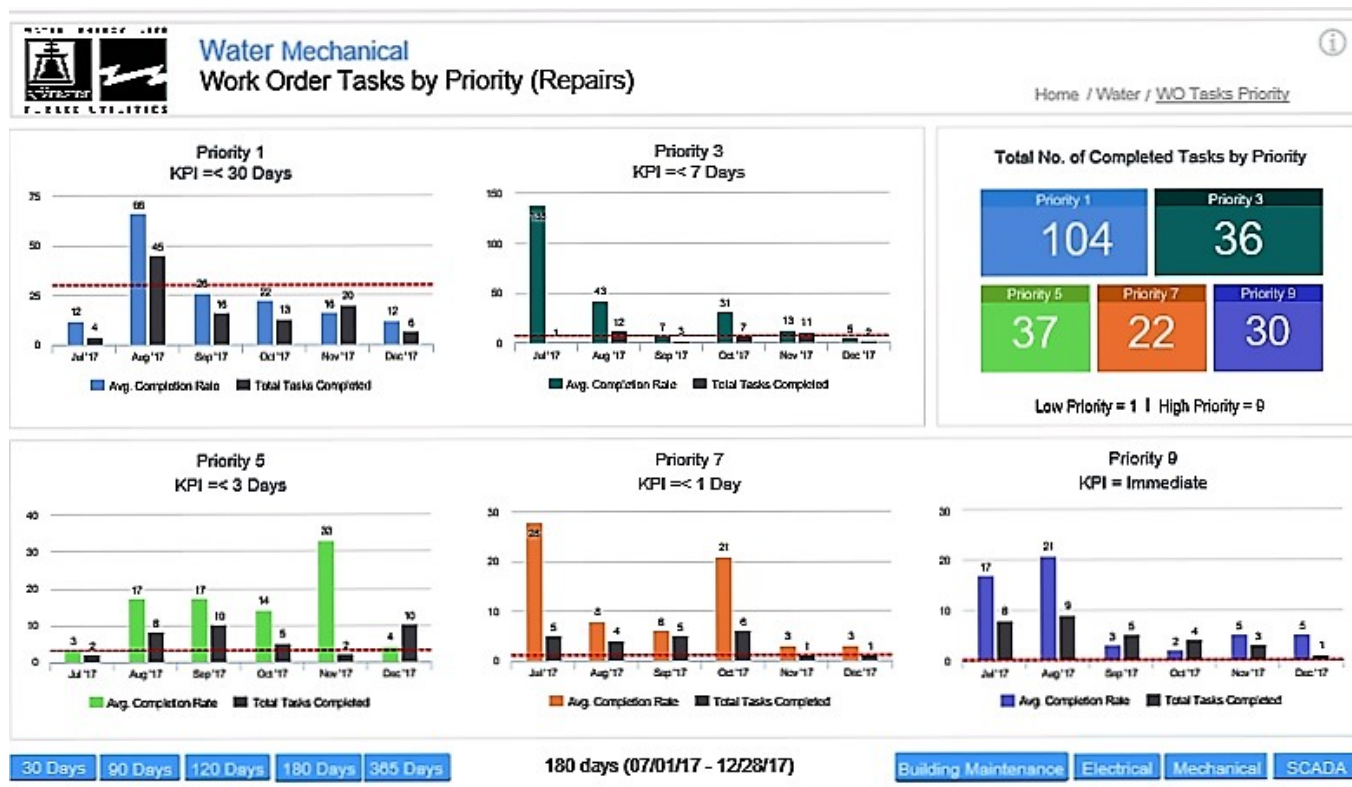 Water Mechanical
Work Order Tasks by Priority (Repairs)
Home / Water / WO Tasks Priority
Priority 1
KPI =< 30 Days
75
50
25
0
12
4
66
45
26
16
22
13
16
20
12
6
Jul '17 Aug '17 Sep '17 Oct '17 Nov '17 Dec '17
Avg. Completion Rate Total Tasks Completed
Priority 3
KPI =< 7 Days
150
100
50
0
1
43
12
7
3
31
7
13
11
5
2
Jul '17 Aug '17 Sep '17 Oct '17 Nov '17 Dec '17
Avg. Completion Rate Total Tasks Completed
Total No. of Completed Tasks by Priority
Priority 1
104
Priority 3
36
Priority 5
37
Priority 7
22
Priority 9
30
Low Priority = 1 | High Priority = 9
Priority 5
KPI =< 3 Days
40
30
20
10
0
3
2
17
8
17
10
14
5
33
2
4
10
Jul '17 Aug '17 Sep '17 Oct '17 Nov '17 Dec '17
Avg. Completion Rate Total Tasks Completed
Priority 7
KPI =< 1 Day
30
20
10
0
28
5
8
4
6
5
21
6
3
1
3
1
Jul '17 Aug '17 Sep '17 Oct '17 Nov '17 Dec '17
Avg. Completion Rate Total Tasks Completed
Priority 9
KPI = Immediate
30
20
10
0
17
8
21
9
3
5
2
4
5
3
5
1
Jul '17 Aug '17 Sep '17 Oct '17 Nov '17 Dec '17
Avg. Completion Rate Total Tasks Completed
30 Days 90 Days 120 Days 180 Days 365 Days
180 days (07/01/17 - 12/28/17)
Building Maintenance Electrical Mechanical SCADA